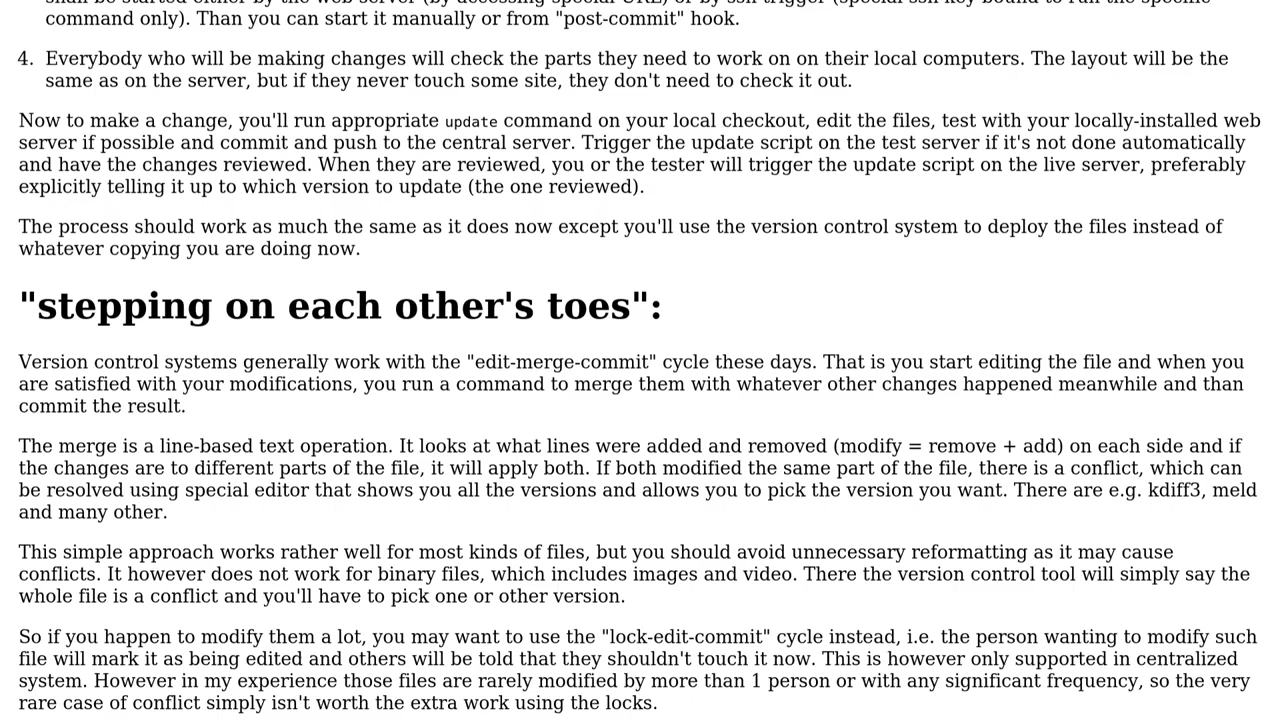 command only). Than you can start it manually or from "post-commit" hook.
4. Everybody who will be making changes will check the parts they need to work on on their local computers. The layout will be the
same as on the server, but if they never touch some site, they don't need to check it out.
Now to make a change, you'll run appropriate update command on your local checkout, edit the files, test with your locally-installed web
server if possible and commit and push to the central server. Trigger the update script on the test server if it's not done automatically
and have the changes reviewed. When they are reviewed, you or the tester will trigger the update script on the live server, preferably
explicitly telling it up to which version to update (the one reviewed).
The process should work as much the same as it does now except you'll use the version control system to deploy the files instead of
whatever copying you are doing now.
"stepping on each other's toes":
Version control systems generally work with the "edit-merge-commit" cycle these days. That is you start editing the file and when you
are satisfied with your modifications, you run a command to merge them with whatever other changes happened meanwhile and than
commit the result.
The merge is a line-based text operation. It looks at what lines were added and removed (modify = remove + add) on each side and if
the changes are to different parts of the file, it will apply both. If both modified the same part of the file, there is a conflict, which can
be resolved using special editor that shows you all the versions and allows you to pick the version you want. There are e.g. kdiff3, meld
and many other.
This simple approach works rather well for most kinds of files, but you should avoid unnecessary reformatting as it may cause
conflicts. It however does not work for binary files, which includes images and video. There the version control tool will simply say the
whole file is a conflict and you'll have to pick one or other version.
So if you happen to modify them a lot, you may want to use the "lock-edit-commit" cycle instead, i.e. the person wanting to modify such
file will mark it as being edited and others will be told that they shouldn't touch it now. This is however only supported in centralized
system. However in my experience those files are rarely modified by more than 1 person or with any significant frequency, so the very
rare case of conflict simply isn't worth the extra work using the locks.